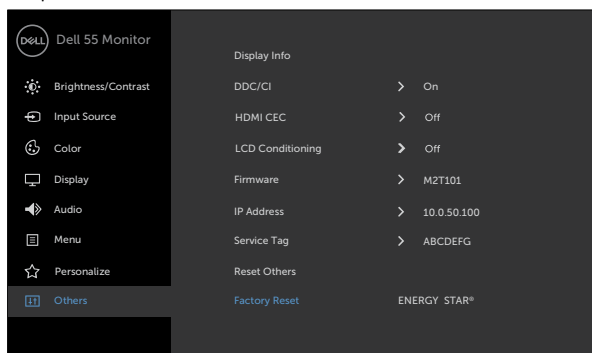 DELL Dell 55 Monitor
Display Info
Brightness/Contrast DDC/CI > On
Input Source HDMI CEC > Off
Color LCD Conditioning > Off
Display Firmware > M2T101
Audio IP Address > 10.0.50.100
Menu Service Tag > ABCDEFG
Personalize Reset Others
Others Factory Reset ENERGY STAR®